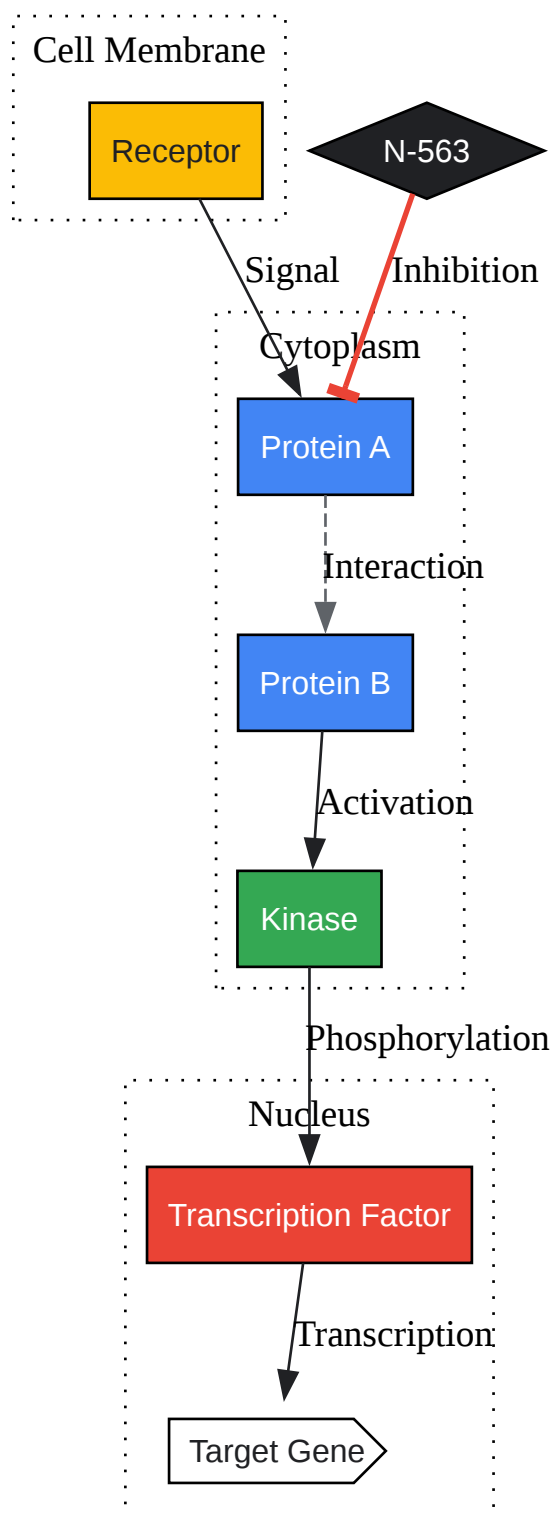 Cell Membrane
Receptor
N-563
Signal
Inhibition
Cytoplasm
Protein A
Interaction
Protein B
Activation
Kinase
Phosphorylation
Nucleus
Transcription Factor
Transcription
Target Gene